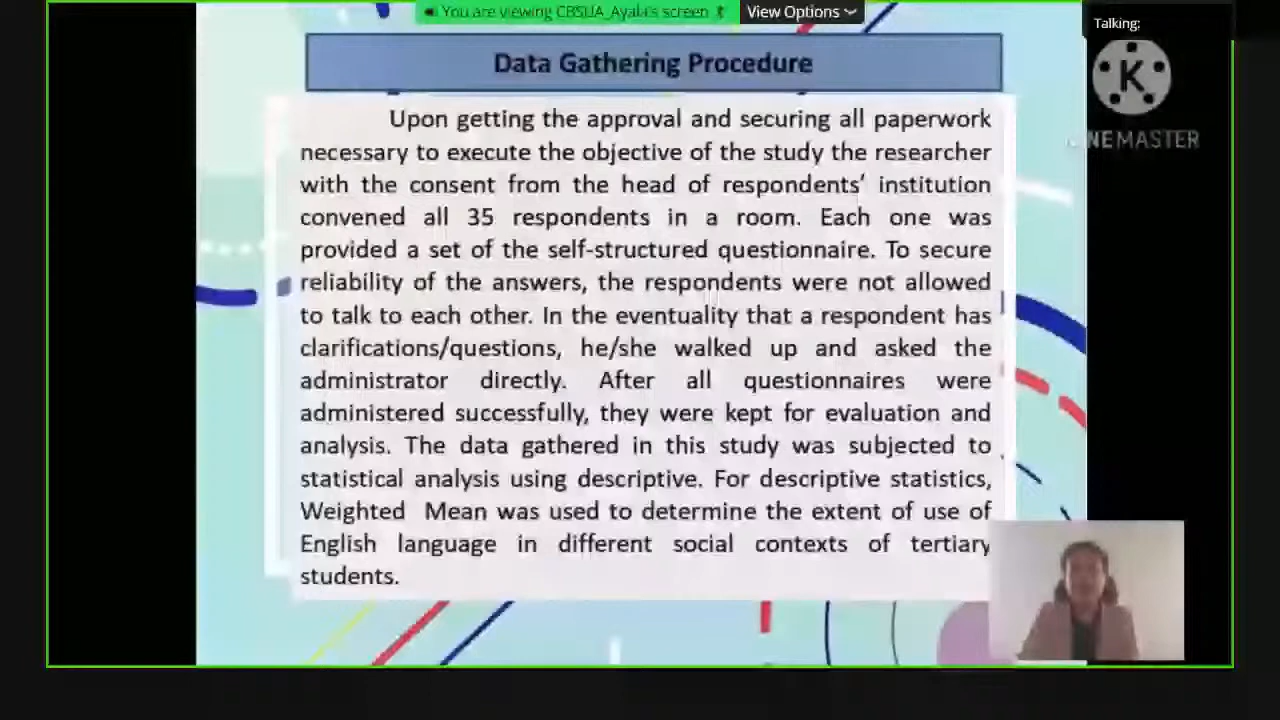 You are viewing CBSUA_Ayala's screen
View Options
Talking:
Data Gathering Procedure
K
INEMASTER
Upon getting the approval and securing all paperwork
necessary to execute the objective of the study the researcher
with the consent from the head of respondents' institution
convened all 35 respondents in a room. Each one was
provided a set of the self-structured questionnaire. To secure
reliability of the answers, the respondents were not allowed
to talk to each other. In the eventuality that a respondent has
clarifications/questions, he/she walked up and asked the
administrator directly. After all questionnaires were
administered successfully, they were kept for evaluation and
analysis. The data gathered in this study was subjected to
statistical analysis using descriptive. For descriptive statistics,
Weighted Mean was used to determine the extent of use of
English language in different social contexts of tertiary
students.